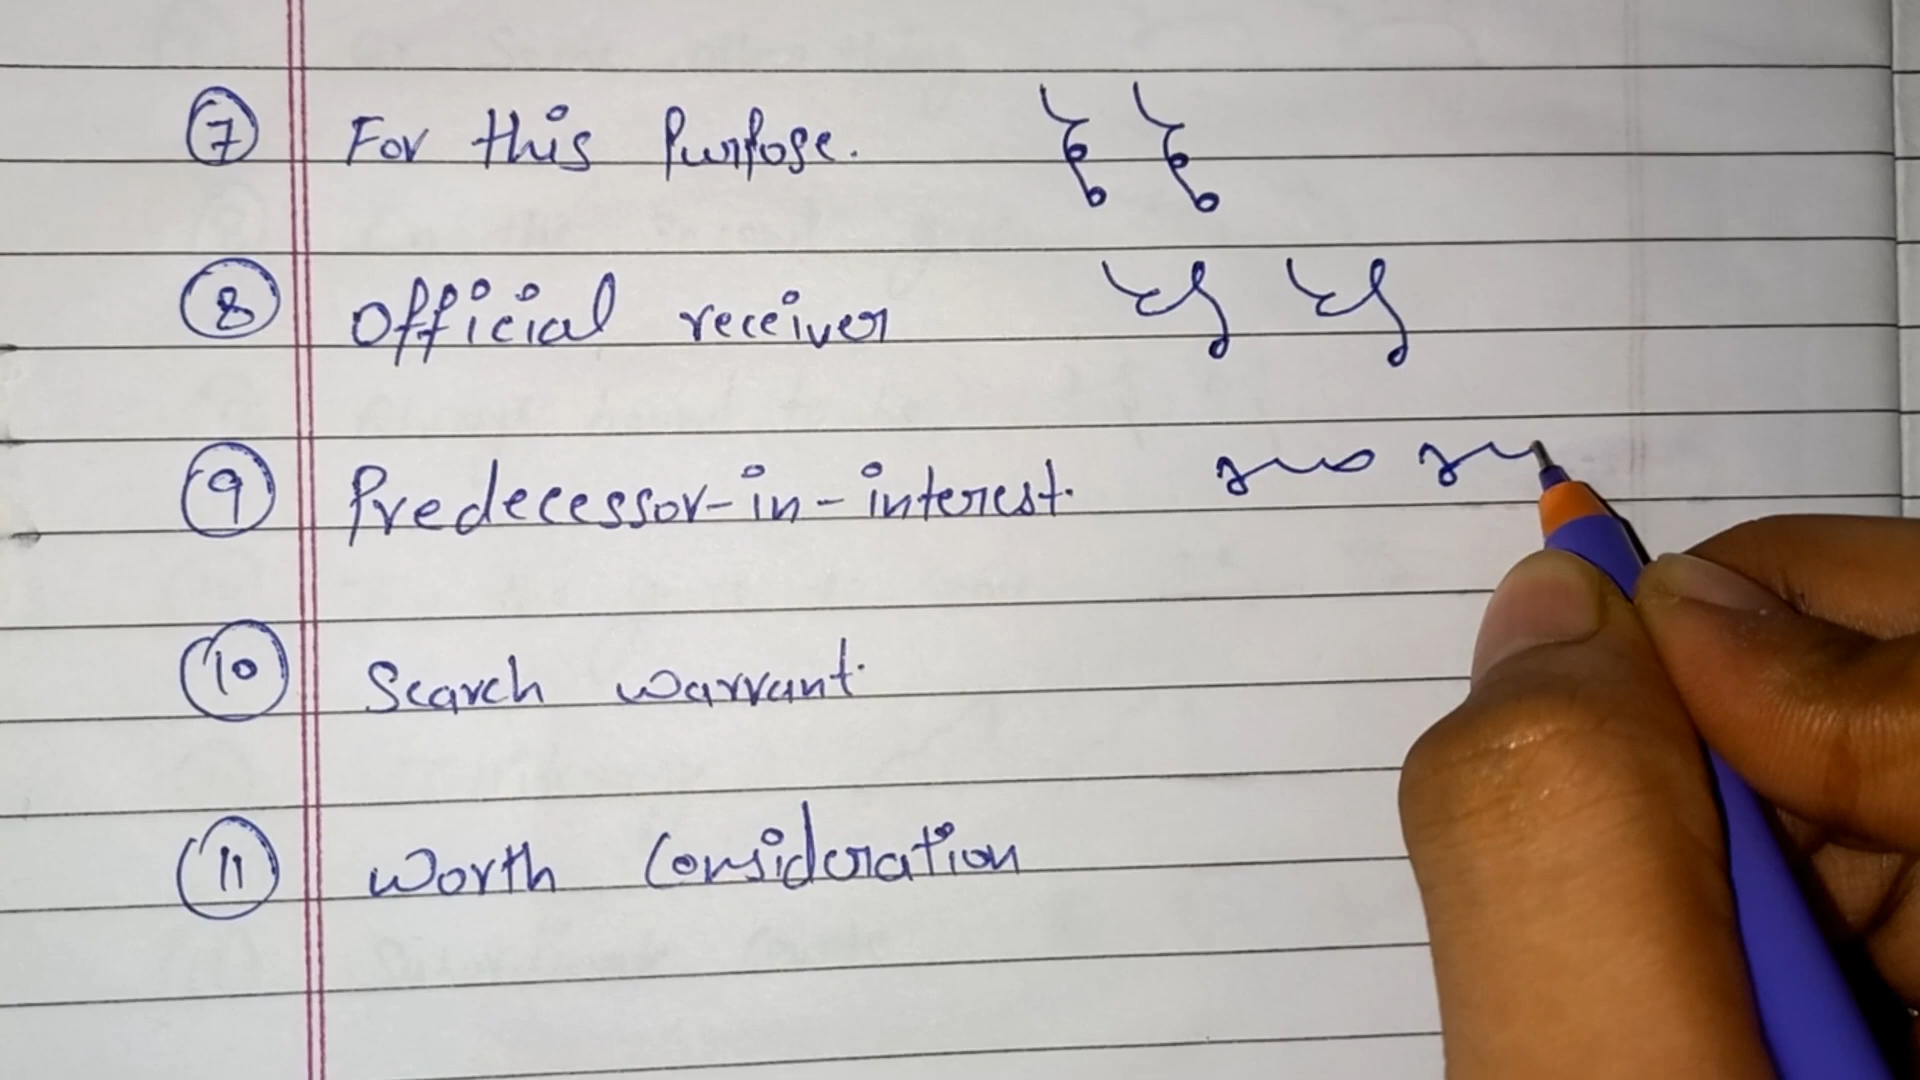 7 For this Purpose.
8 Official receiver
9 Predecessor-in-interest.
10 Search warrant.
11 Worth Consideration